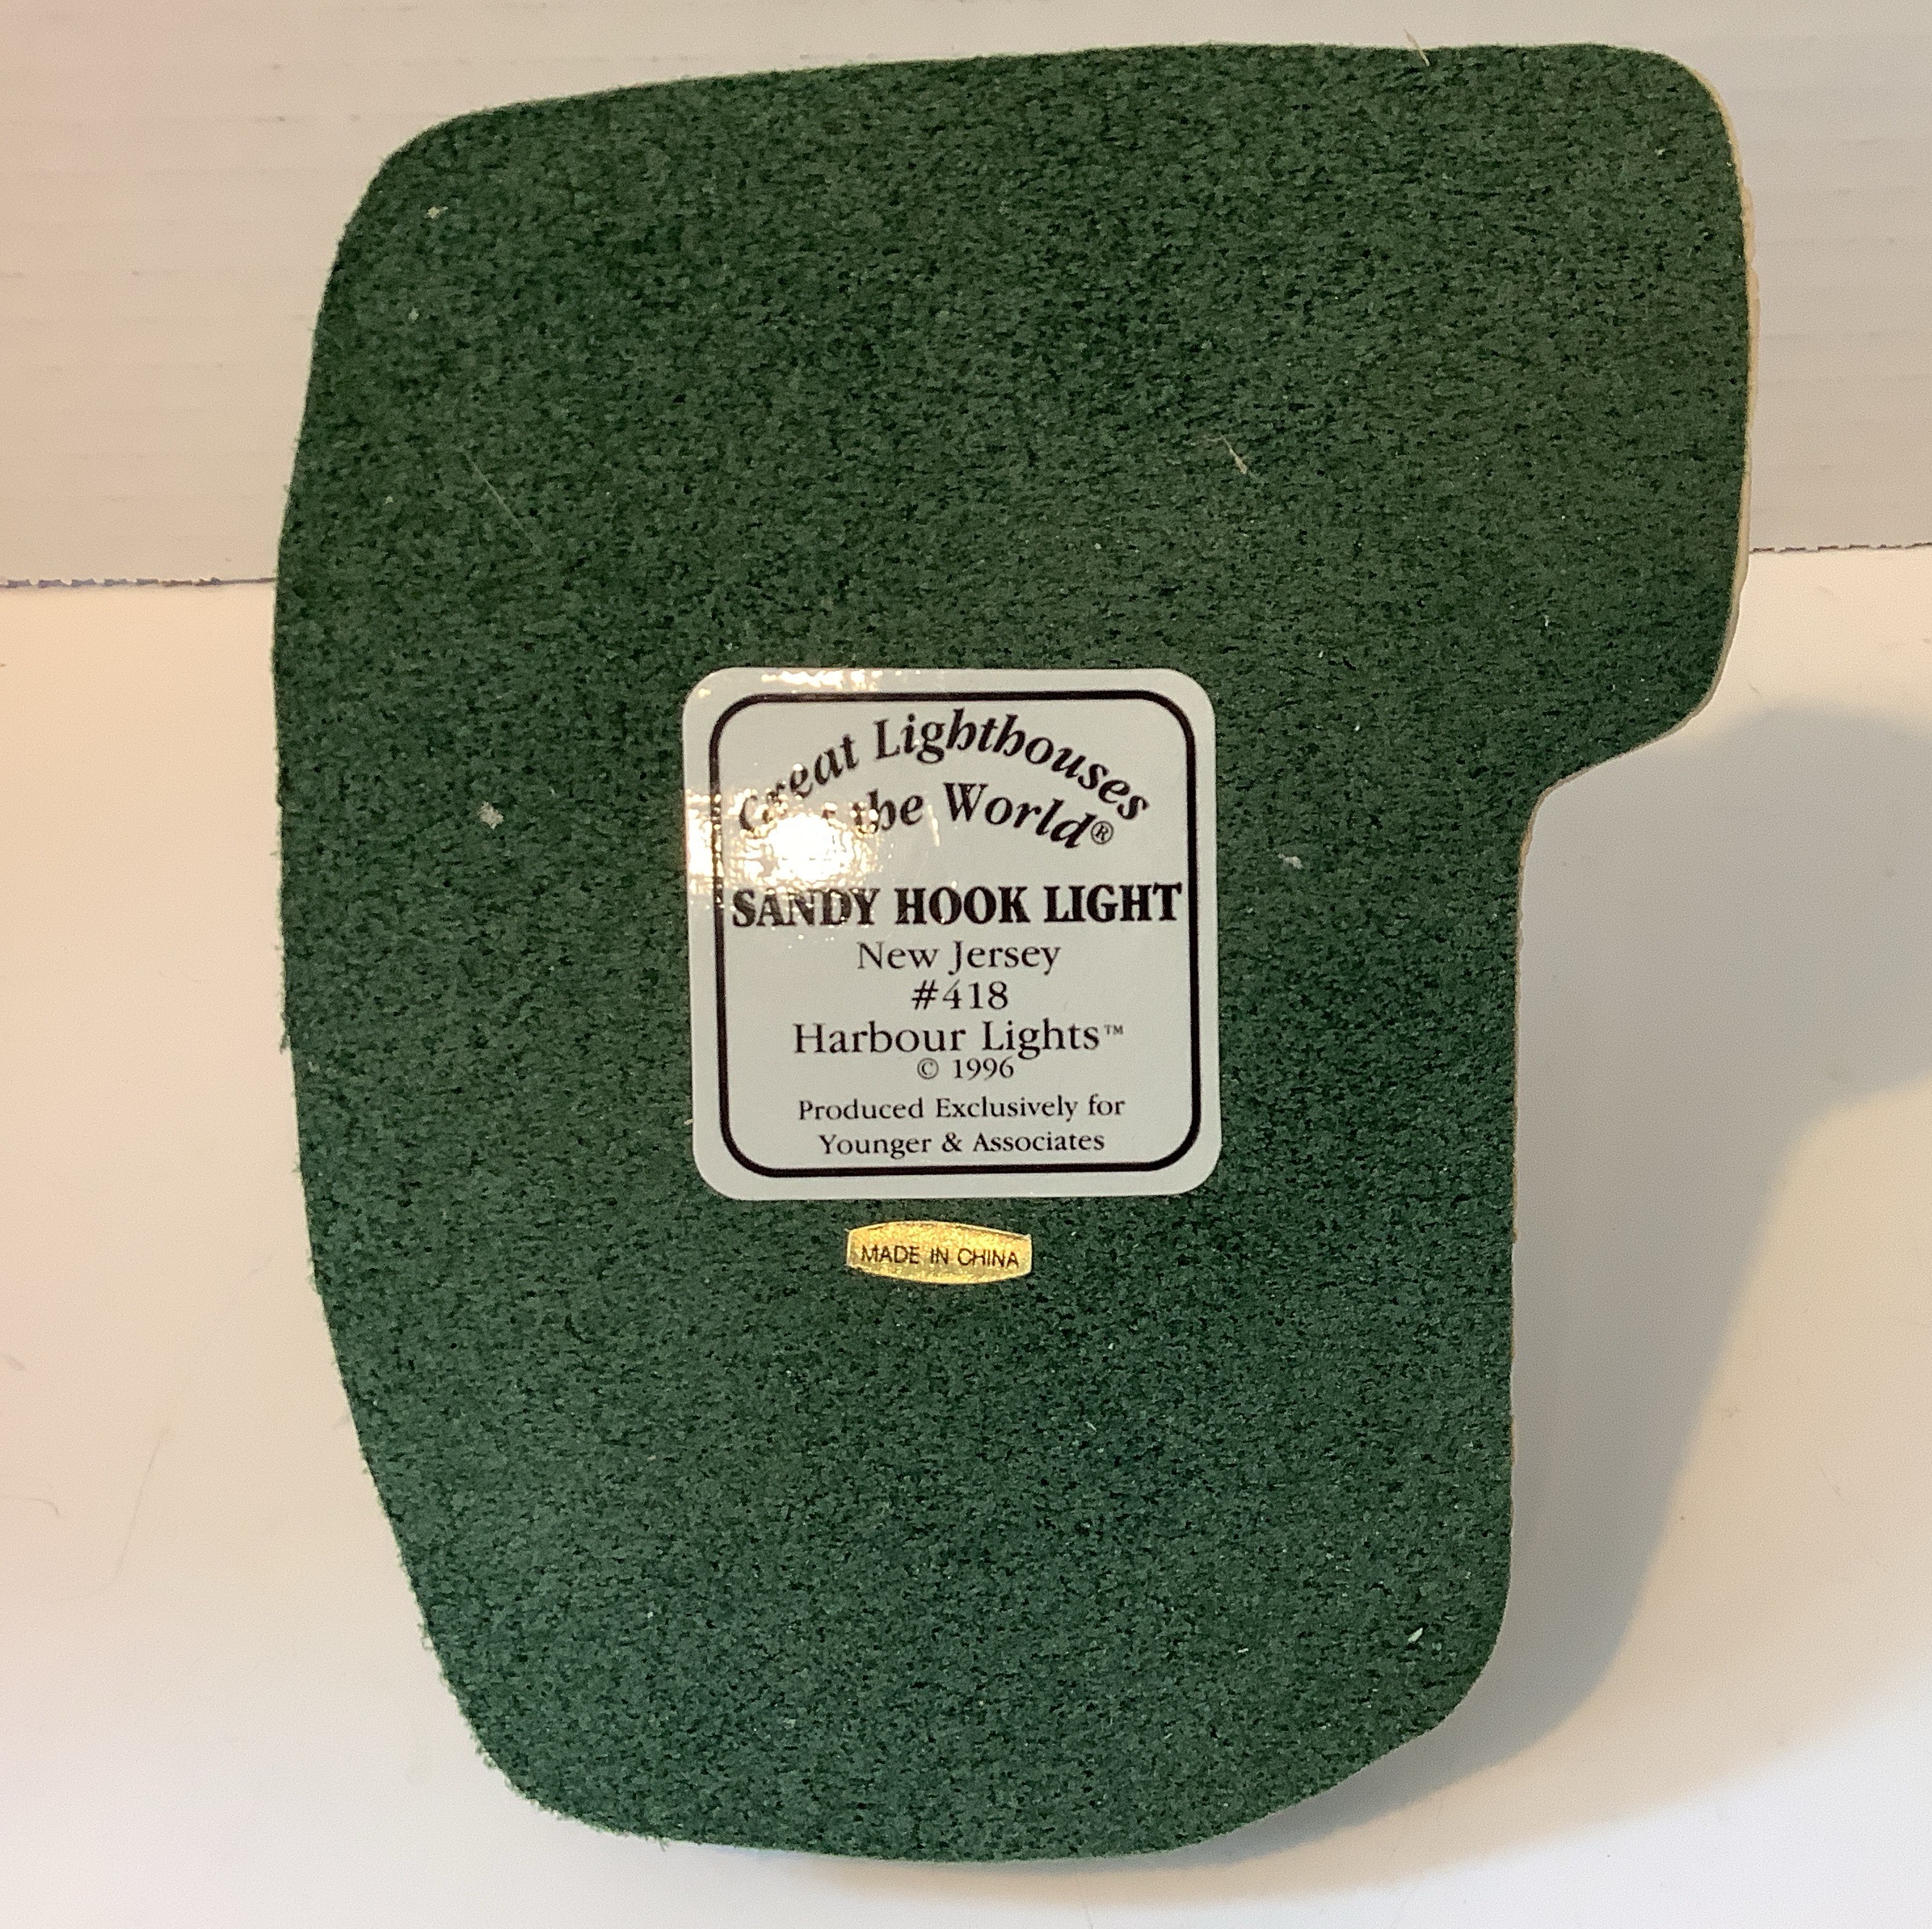 Great Lighthouses
the World®
SANDY HOOK LIGHT
New Jersey
#418
Harbour Lights™
© 1996
Produced Exclusively for
Younger & Associates
MADE IN CHINA